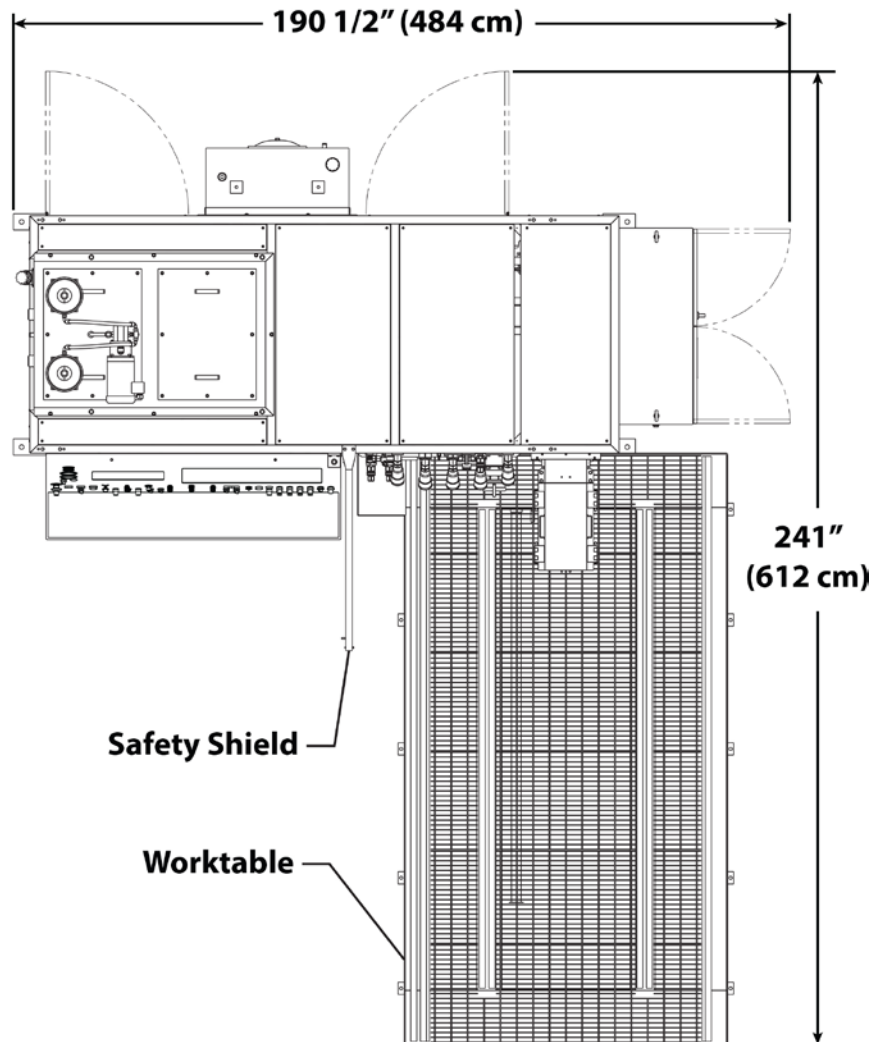 190 1/2” (484 cm)
241”
(612 cm)
Safety Shield
Worktable